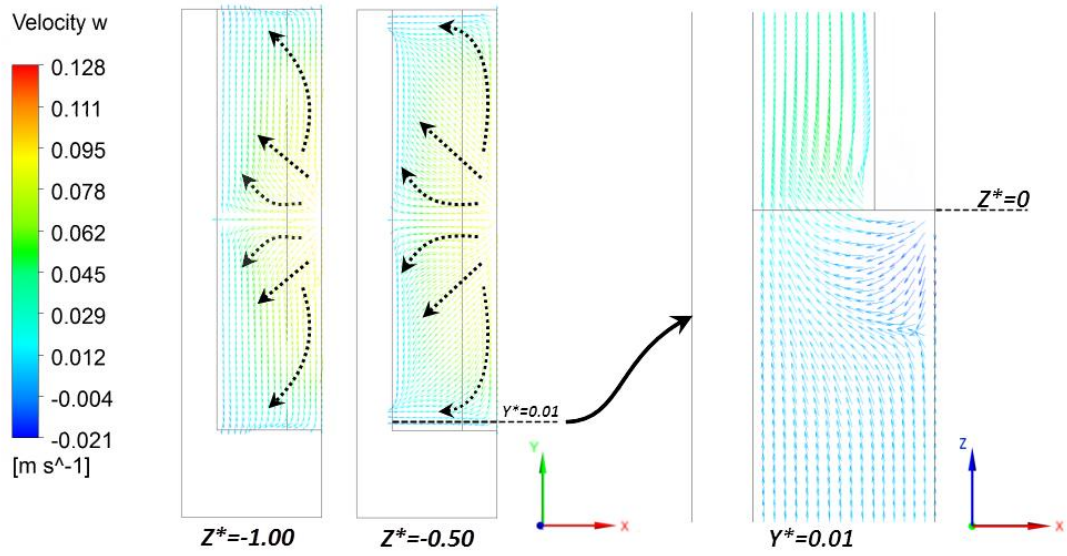 Velocity w
0.128
0.111
0.095
0.078
0.062
0.045
0.029
0.012
-0.004
-0.021
[m s^-1]
Z*=0
Y*=0.01
Y
X
Z
X
Z*=-1.00
Z*=-0.50
Y*=0.01